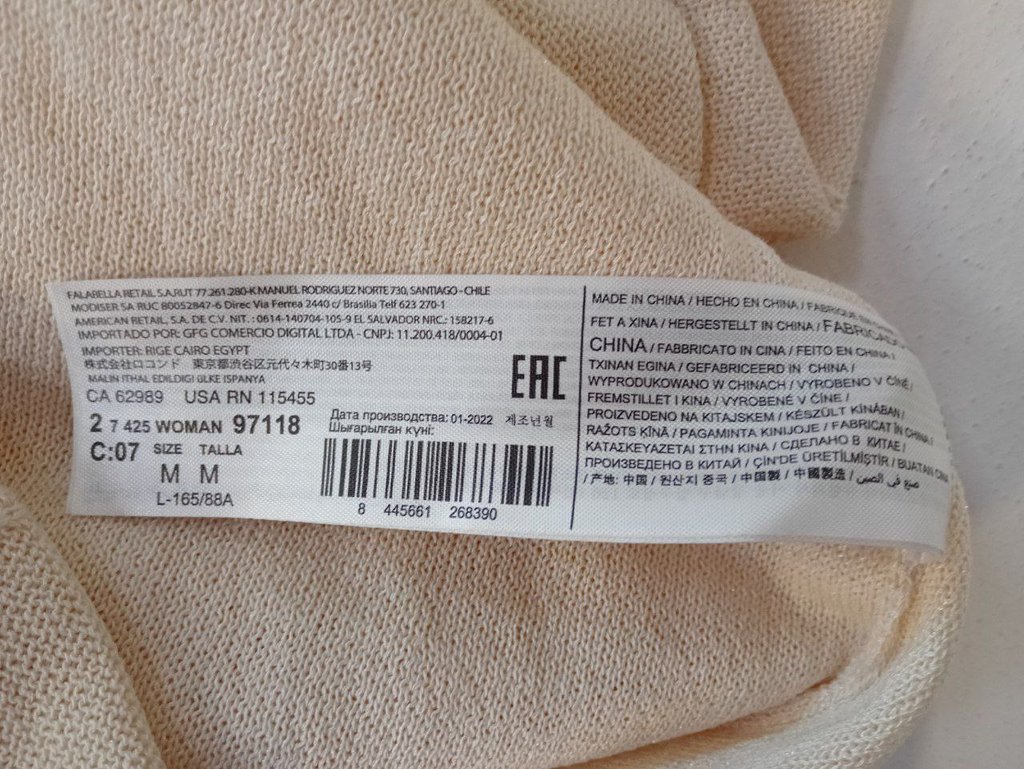 FALABELLA RETAIL S.A.RUT 77.261.280-K MANUEL RODRIGUEZ NORTE 730, SANTIAGO - CHILE
MODISER SA RUC 80052847-6 Direc Via Ferrea 2440 c/ Brasilia Telf 623 270-1
AMERICAN RETAIL, S.A. DE C.V. NIT. : 0614-140704-105-9 EL SALVADOR NRC.: 158217-6
IMPORTADO POR: GFG COMERCIO DIGITAL LTDA - CNPJ: 11.200.418/0004-01
IMPORTER: RIGE CAIRO EGYPT
株式会社ロコンド 東京都渋谷区元代々木町30番13号
MALIN ITHAL EDILDIGI ÜLKE ISPANYA
CA 62989 USA RN 115455
EAC
2 7 425 WOMAN 97118
C:07 SIZE TALLA
M M
L-165/88A
Дата производства: 01-2022 제조년월
Шығарылған күні:
8 445661 268390
MADE IN CHINA / HECHO EN CHINA / FABRIQUÉ
FET A XINA / HERGESTELLT IN CHINA / FABRICADO
CHINA / FABBRICATO IN CINA / FEITO EN CHINA /
TXINAN EGINA / GEFABRICEERD IN CHINA /
WYPRODUKOWANO W CHINACH / VYROBENO V ČÍNĚ /
FREMSTILLET I KINA / VYROBENÉ V ČÍNE /
PROIZVEDENO NA KITAJSKEM / KÉSZÜLT KÍNÁBAN /
RAŽOTS ĶĪNĀ / PAGAMINTA KINIJOJE / FABRICAT ÎN CHINA /
ΚΑΤΑΣΚΕΥΑΖΕΤΑΙ ΣΤΗΝ ΚΙΝΑ / СДЕЛАНО В КИТАЕ /
ПРОИЗВЕДЕНО В КИТАЙ / ÇİN'DE ÜRETİLMİŞTİR / BUATAN CHINA
/ 产地: 中国 / 원산지 중국 / 中国製 / 中國製造 / صنع في الصين